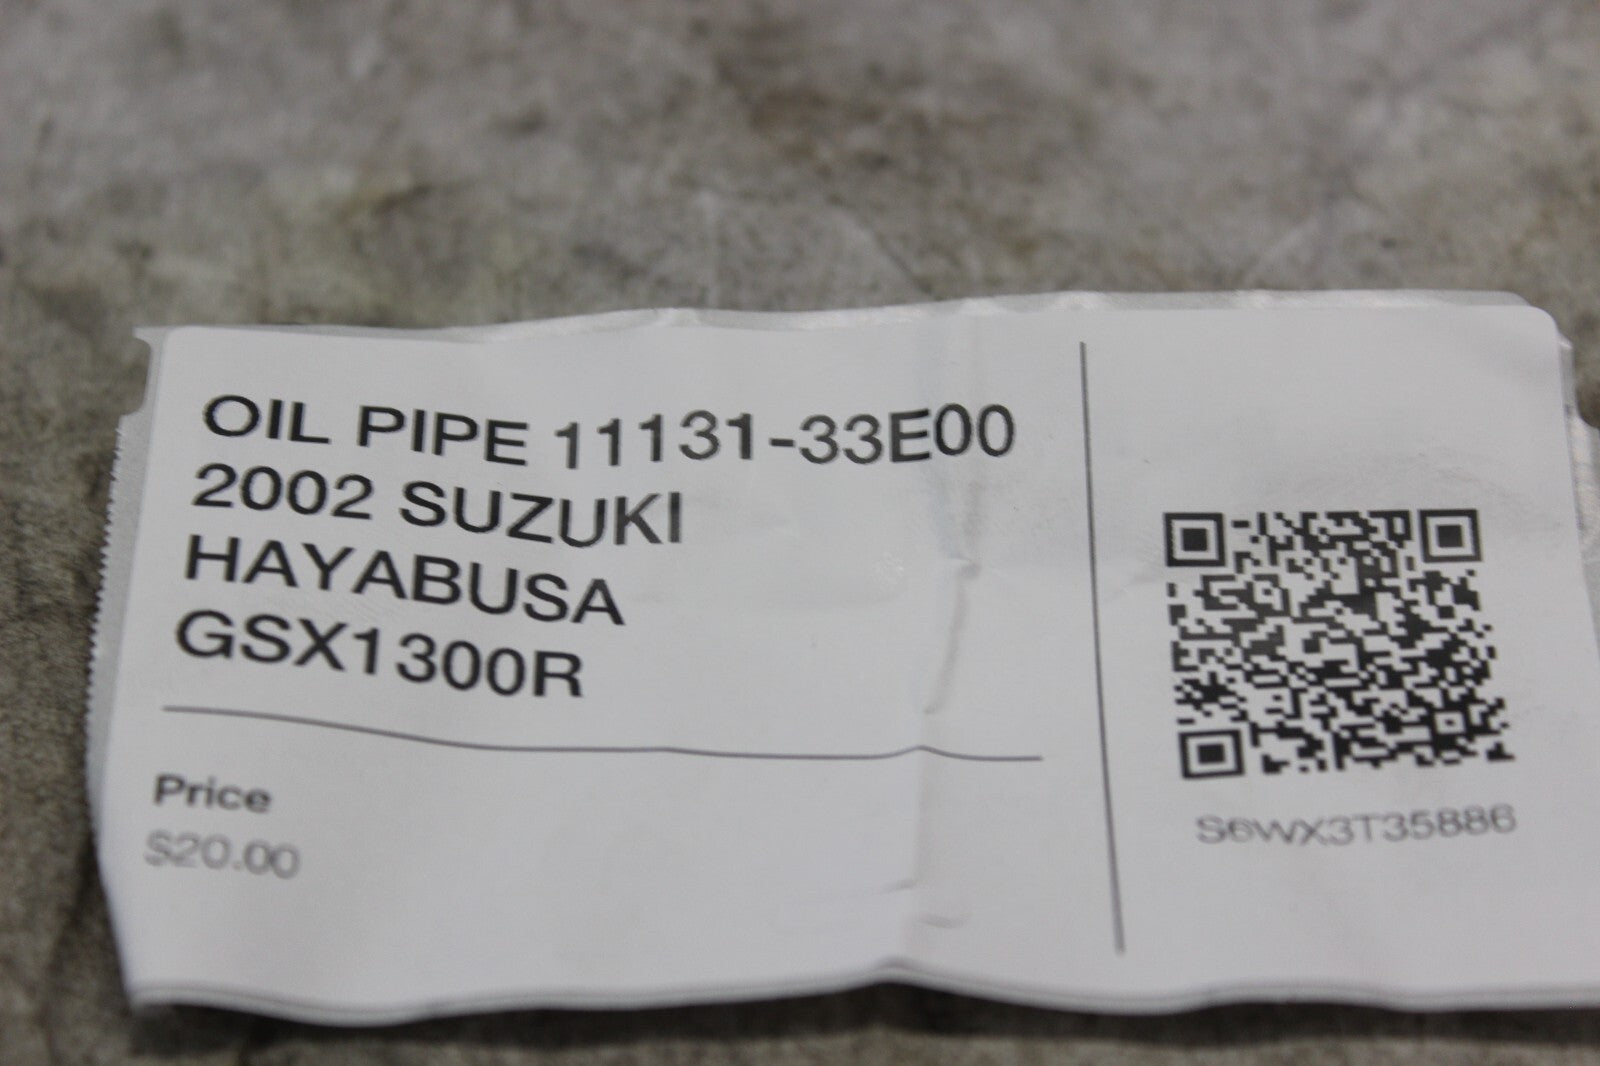 OIL PIPE 11131-33E00
2002 SUZUKI
HAYABUSA
GSX1300R
Price
$20.00
S6WX3T35886